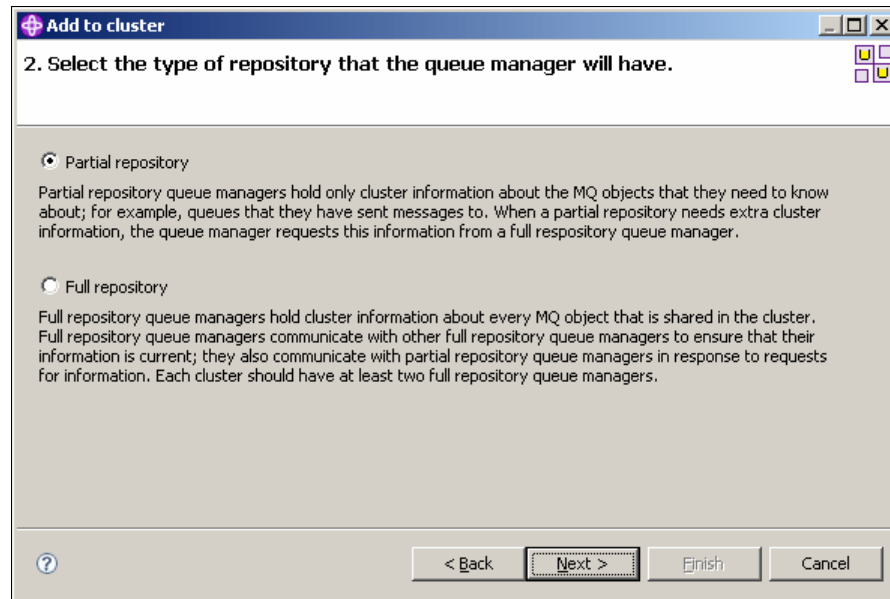 Add to cluster
2. Select the type of repository that the queue manager will have.
Partial repository
Partial repository queue managers hold only cluster information about the MQ objects that they need to know
about; for example, queues that they have sent messages to. When a partial repository needs extra cluster
information, the queue manager requests this information from a full respository queue manager.
Full repository
Full repository queue managers hold cluster information about every MQ object that is shared in the cluster.
Full repository queue managers communicate with other full repository queue managers to ensure that their
information is current; they also communicate with partial repository queue managers in response to requests
for information. Each cluster should have at least two full repository queue managers.
? < Back Next > Finish Cancel